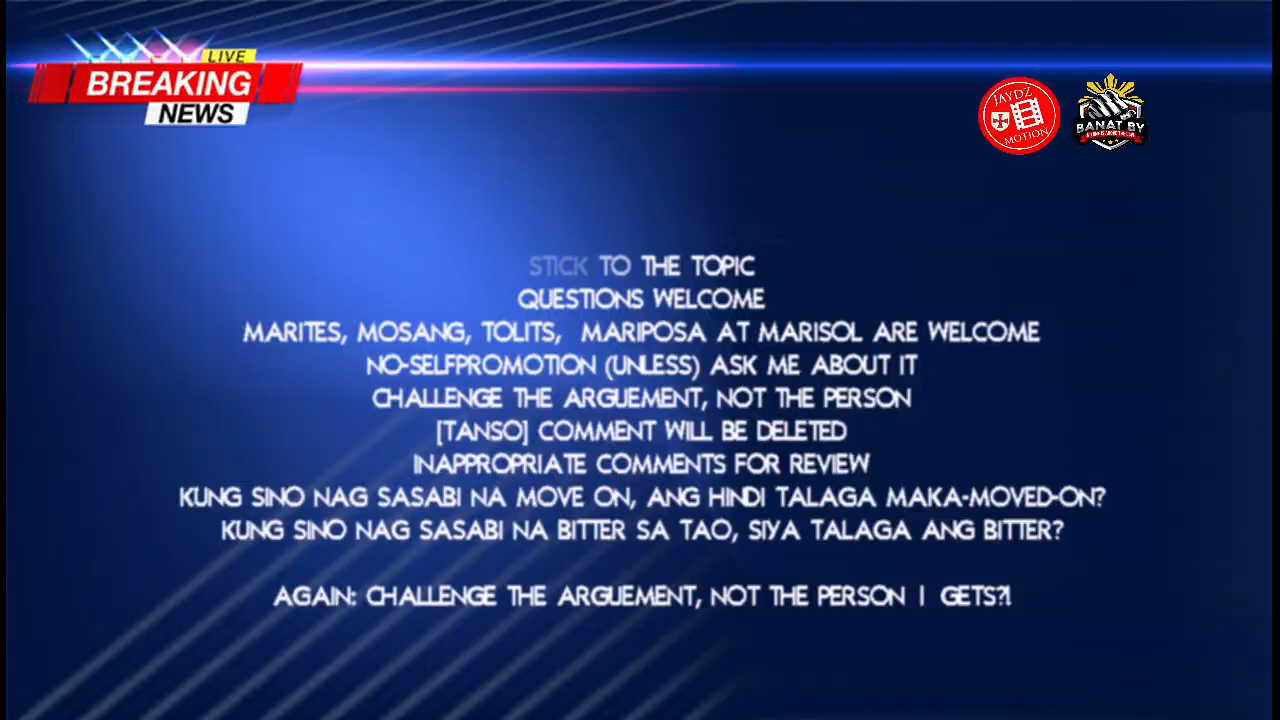 LIVE
BREAKING
NEWS
JAYDZ
MOTION
BANAT BY
STICK TO THE TOPIC
QUESTIONS WELCOME
MARITES, MOSANG, TOLITS, MARIPOSA AT MARISOL ARE WELCOME
NO-SELFPROMOTION (UNLESS) ASK ME ABOUT IT
CHALLENGE THE ARGUEMENT, NOT THE PERSON
[TANSO] COMMENT WILL BE DELETED
INAPPROPRIATE COMMENTS FOR REVIEW
KUNG SINO NAG SASABI NA MOVE ON, ANG HINDI TALAGA MAKA-MOVED-ON?
KUNG SINO NAG SASABI NA BITTER SA TAO, SIYA TALAGA ANG BITTER?
AGAIN: CHALLENGE THE ARGUEMENT, NOT THE PERSON | GETS?!